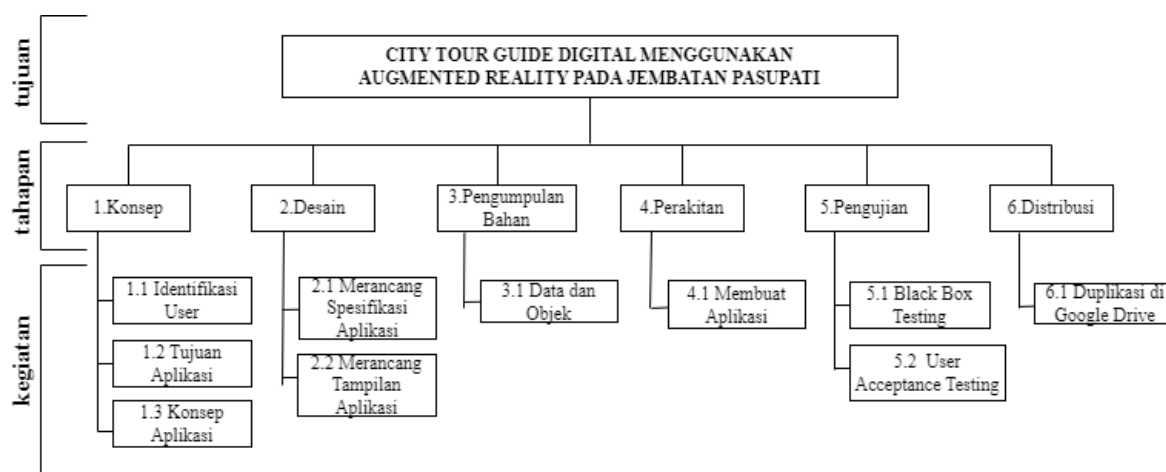 tujuan
CITY TOUR GUIDE DIGITAL MENGGUNAKAN
AUGMENTED REALITY PADA JEMBATAN PASUPATI
tahapan
1.Konsep
2.Desain
3.Pengumpulan
Bahan
4.Perakitan
5.Pengujian
6.Distribusi
kegiatan
1.1 Identifikasi
User
1.2 Tujuan
Aplikasi
1.3 Konsep
Aplikasi
2.1 Merancang
Spesifikasi
Aplikasi
2.2 Merancang
Tampilan
Aplikasi
3.1 Data dan
Objek
4.1 Membuat
Aplikasi
5.1 Black Box
Testing
5.2 User
Acceptance Testing
6.1 Duplikasi di
Google Drive